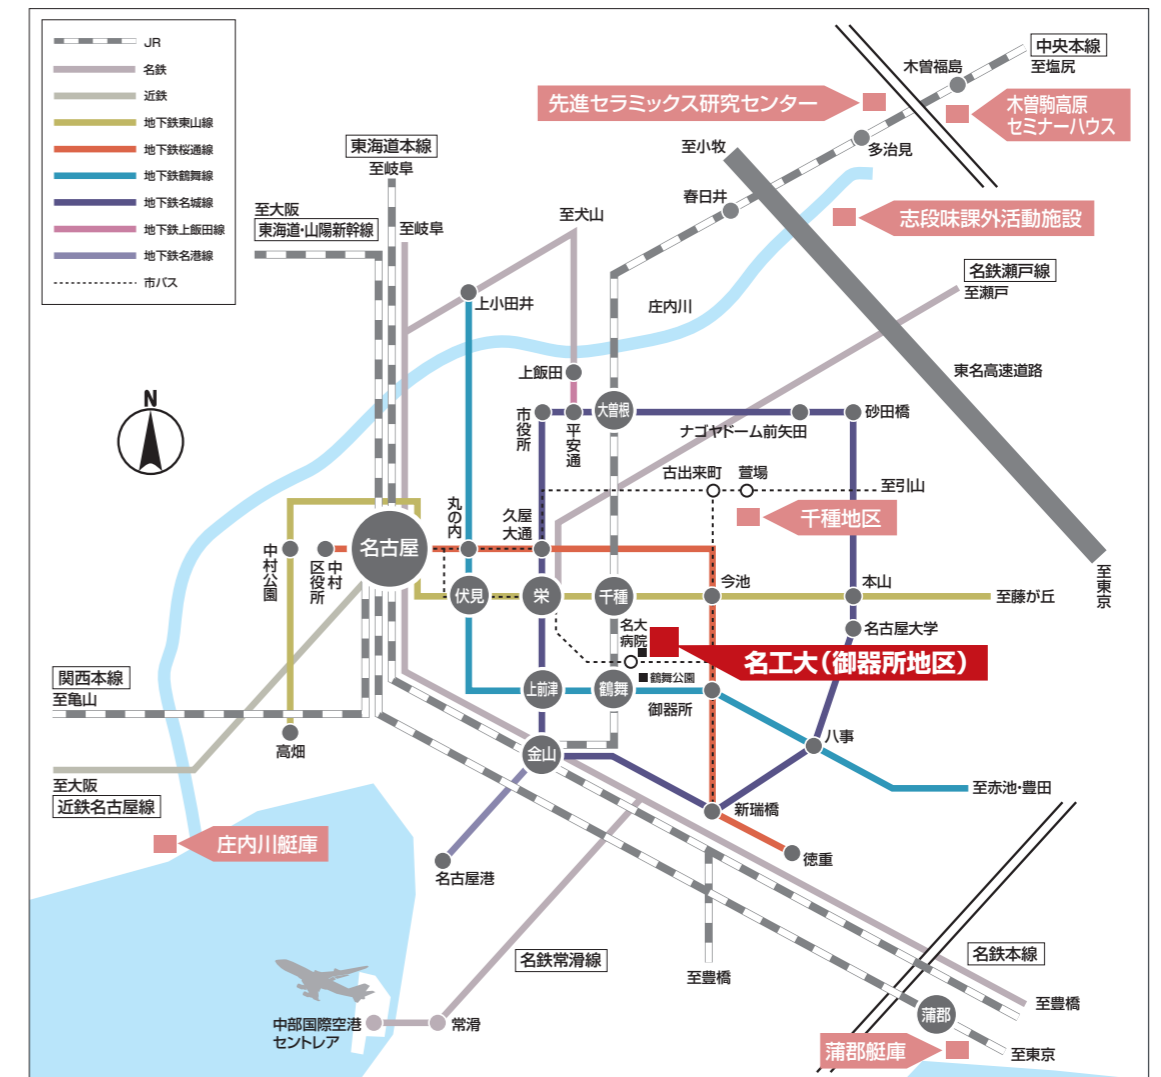 JR
名鉄
近鉄
地下鉄東山線
地下鉄桜通線
地下鉄鶴舞線
地下鉄名城線
地下鉄上飯田線
地下鉄名港線
市バス
中央本線
至塩尻
木曽福島
先進セラミックス研究センター
木曽駒高原
セミナーハウス
多治見
至小牧
春日井
志段味課外活動施設
東海道本線
至岐阜
至大阪
東海道・山陽新幹線
至岐阜
至犬山
名鉄瀬戸線
至瀬戸
上小田井
庄内川
東名高速道路
上飯田
N
市役所
平安通
大曽根
ナゴヤドーム前矢田
砂田橋
古出来町
萱場
至引山
千種地区
丸の内
久屋
大通
名古屋
中村公園
中村
区役所
伏見
栄
千種
今池
本山
至藤が丘
至東京
名大
病院
名古屋大学
名工大(御器所地区)
鶴舞公園
関西本線
至亀山
上前津
鶴舞
御器所
高畑
金山
八事
至大阪
近鉄名古屋線
至赤池・豊田
新瑞橋
庄内川艇庫
名古屋港
徳重
名鉄常滑線
至豊橋
名鉄本線
至豊橋
中部国際空港
セントレア
常滑
蒲郡
蒲郡艇庫
至東京